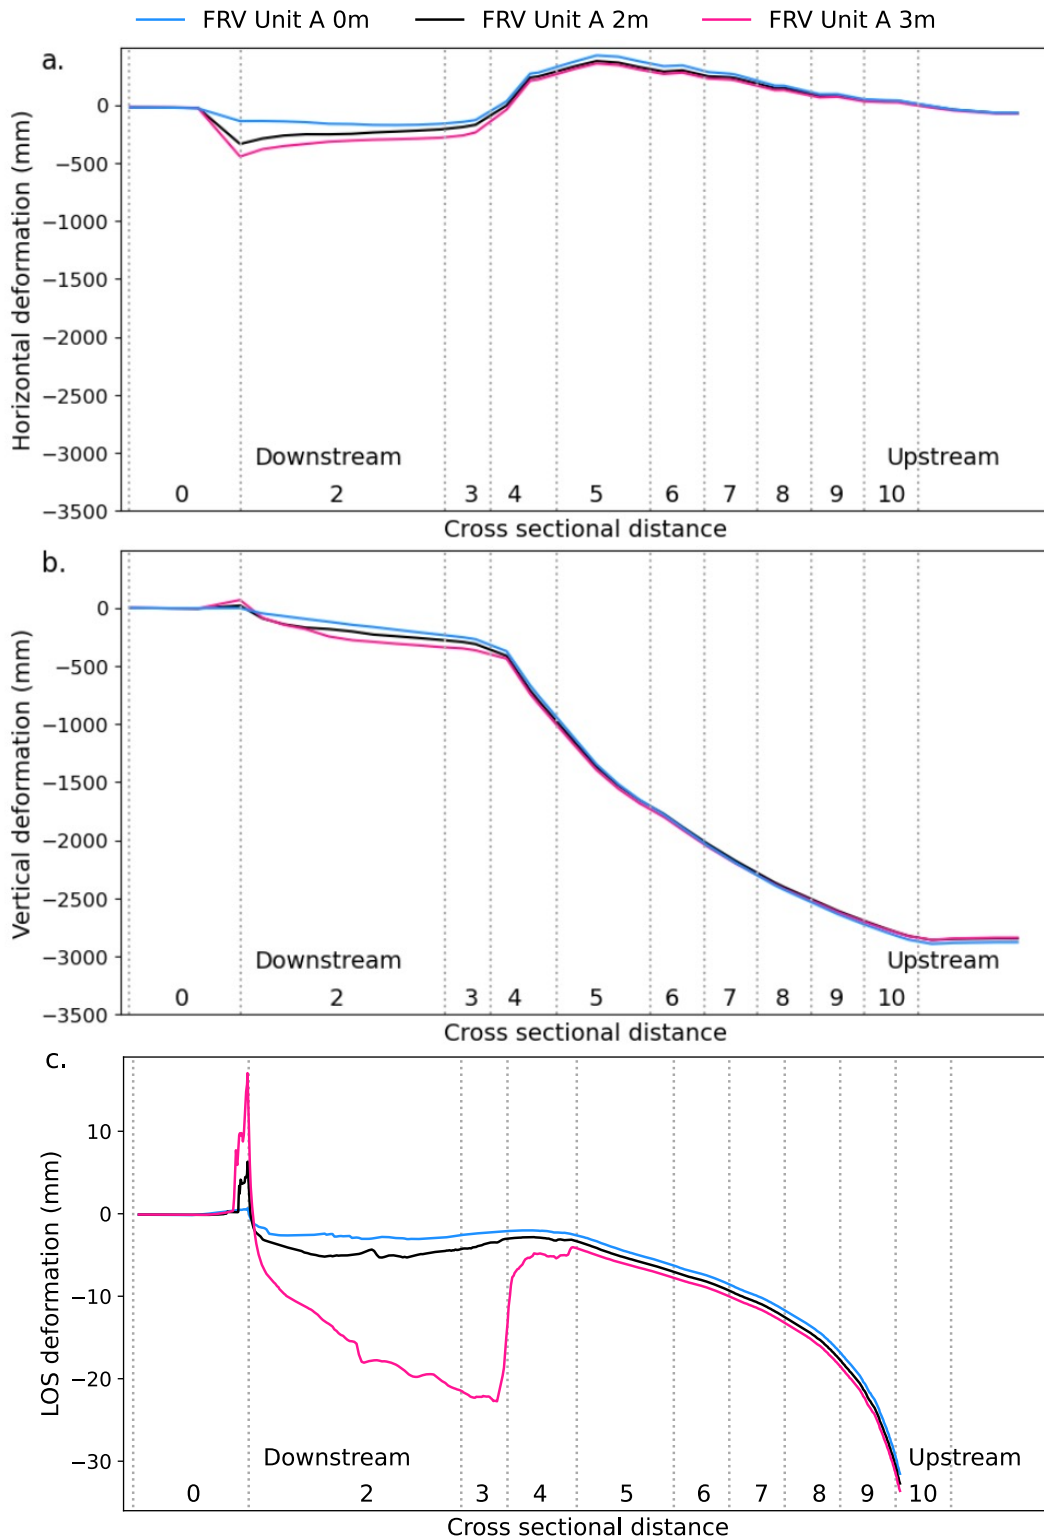 FRV Unit A 0m FRV Unit A 2m FRV Unit A 3m
a.
Horizontal deformation (mm)
0
−500
−1000
−1500
−2000
−2500
−3000
−3500
Downstream Upstream
0 2 3 4 5 6 7 8 9 10
Cross sectional distance
b.
Vertical deformation (mm)
0
−500
−1000
−1500
−2000
−2500
−3000
−3500
Downstream Upstream
0 2 3 4 5 6 7 8 9 10
Cross sectional distance
c.
LOS deformation (mm)
10
0
−10
−20
−30
Downstream Upstream
0 2 3 4 5 6 7 8 9 10
Cross sectional distance